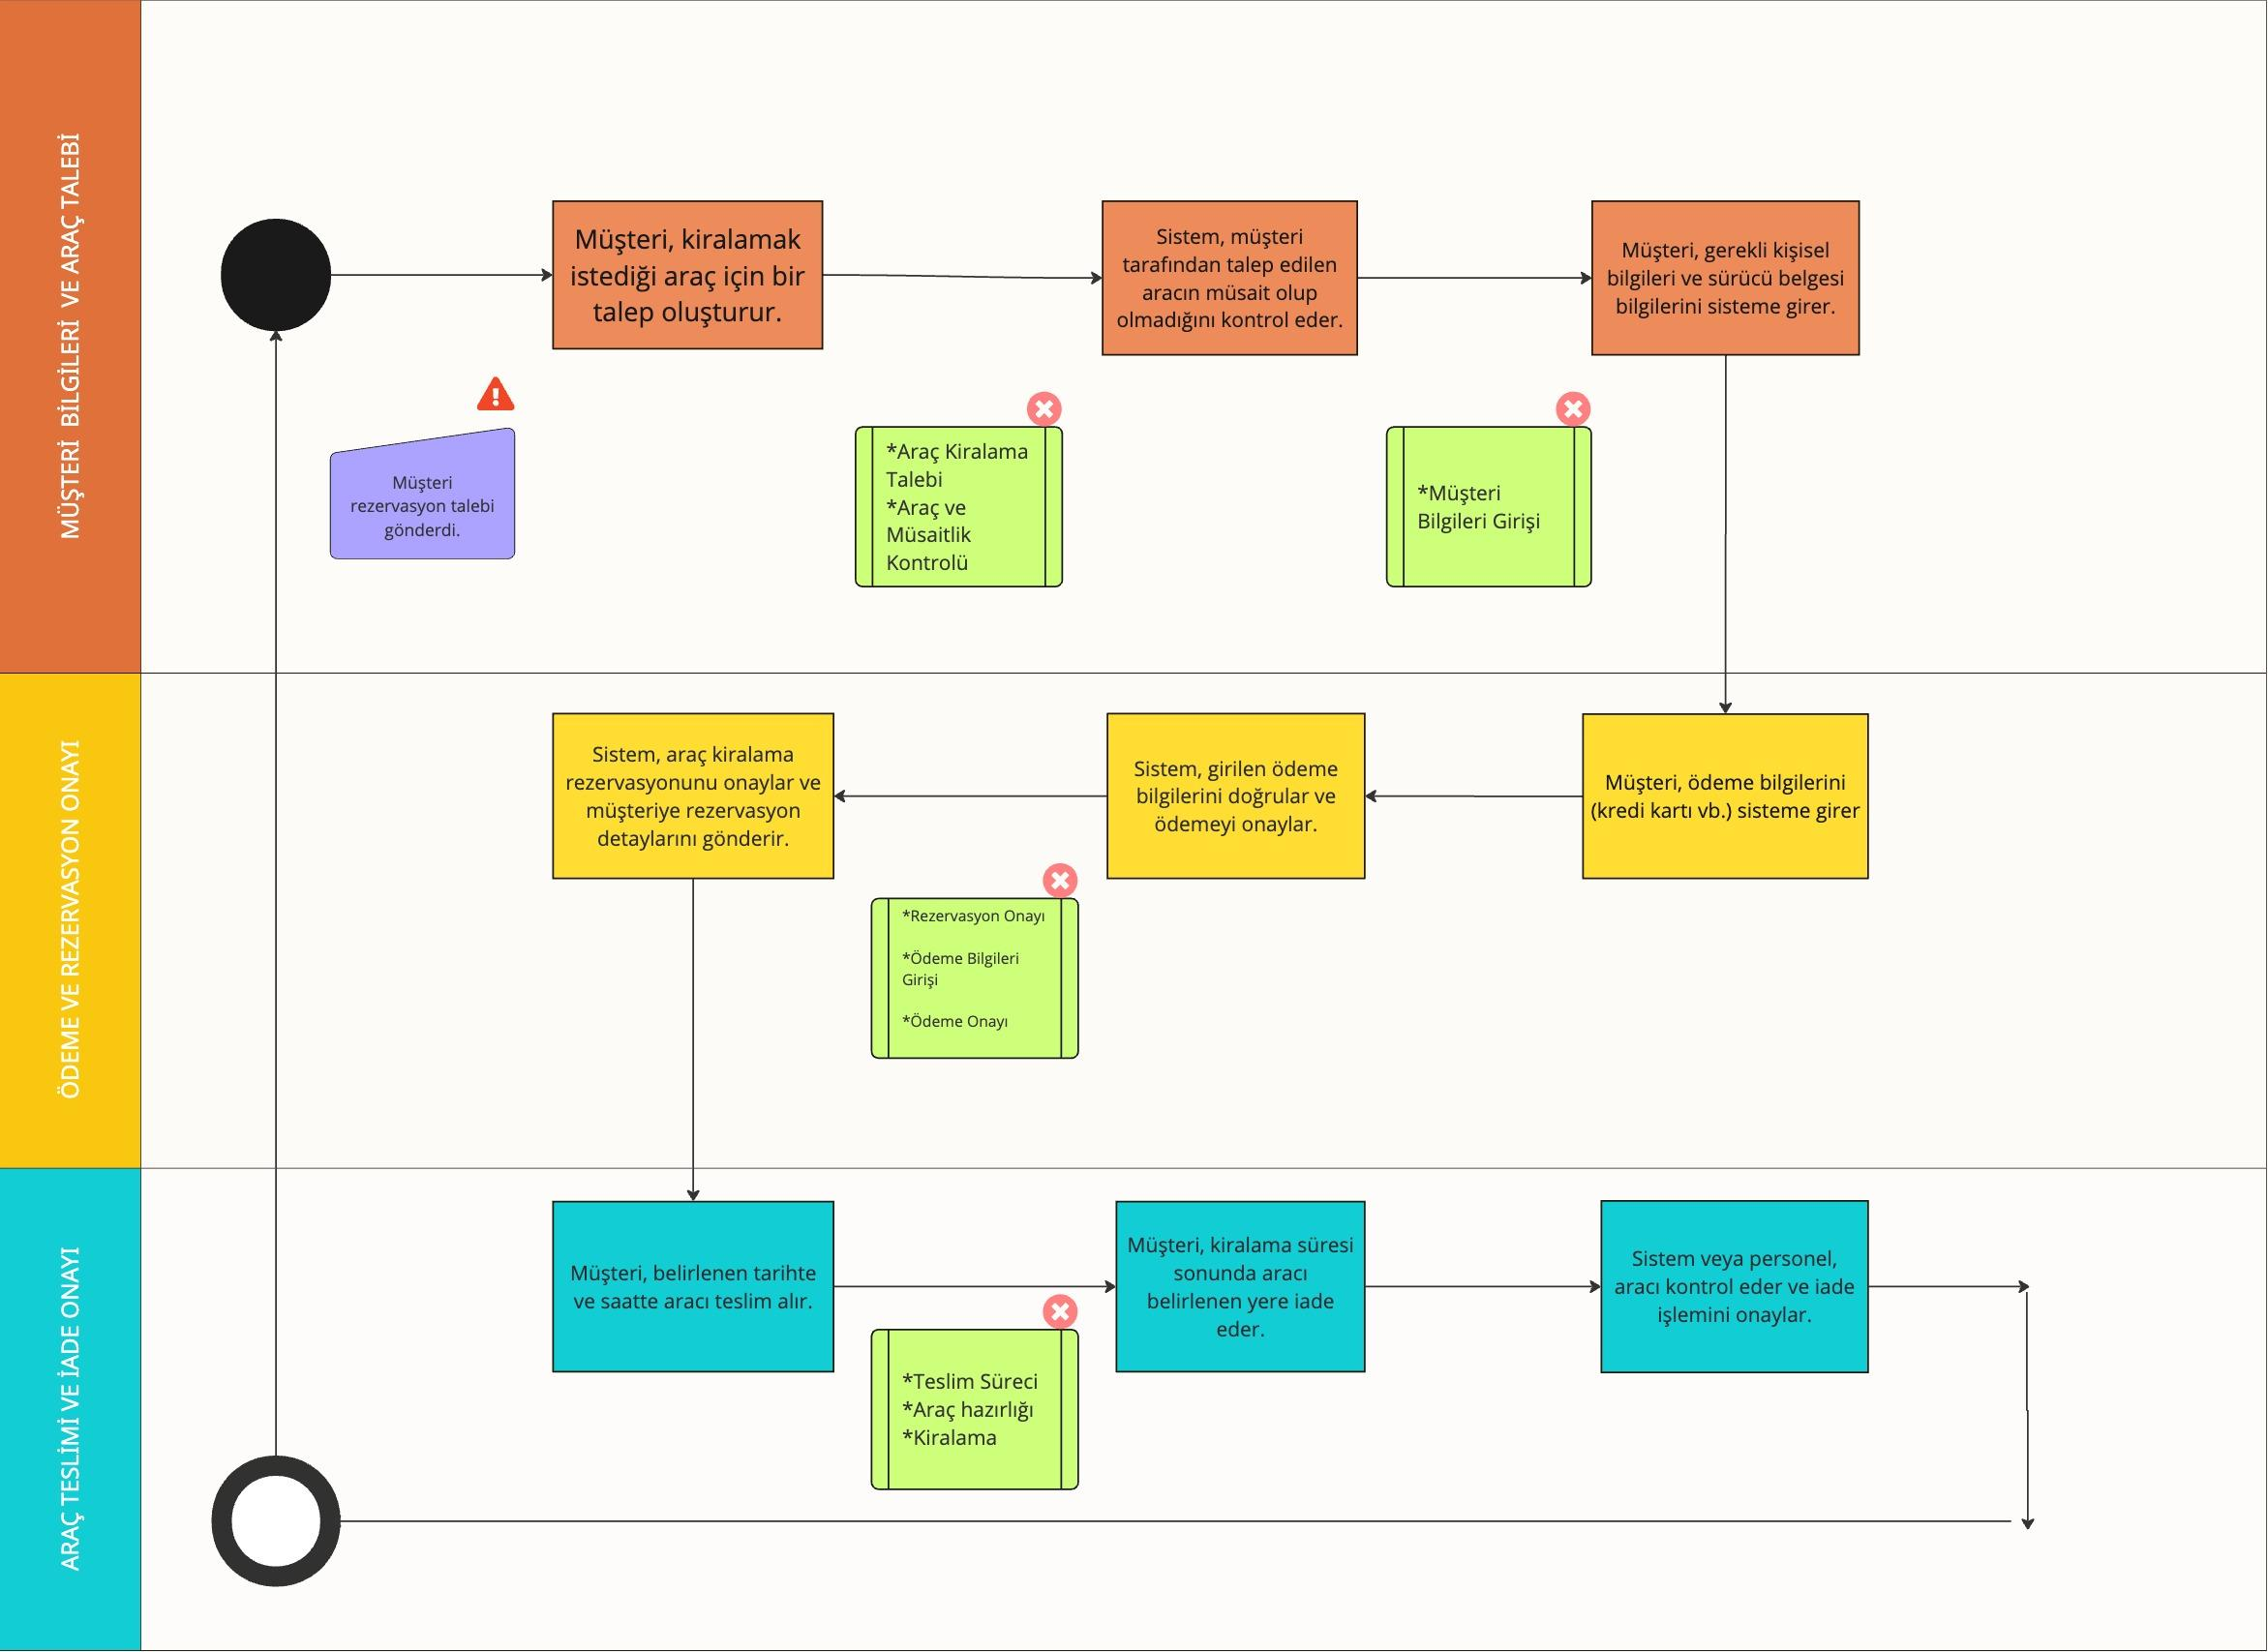 MÜŞTERİ BİLGİLERİ VE ARAÇ TALEBİ
Müşteri, kiralamak
istediği araç için bir
talep oluşturur.
Sistem, müşteri
tarafından talep edilen
aracın müsait olup
olmadığını kontrol eder.
Müşteri, gerekli kişisel
bilgileri ve sürücü belgesi
bilgilerini sisteme girer.
Müşteri
rezervasyon talebi
gönderdi.
*Araç Kiralama
Talebi
*Araç ve
Müsaitlik
Kontrolü
*Müşteri
Bilgileri Girişi
ÖDEME VE REZERVASYON ONAYI
Sistem, araç kiralama
rezervasyonunu onaylar ve
müşteriye rezervasyon
detaylarını gönderir.
Sistem, girilen ödeme
bilgilerini doğrular ve
ödemeyi onaylar.
Müşteri, ödeme bilgilerini
(kredi kartı vb.) sisteme girer
*Rezervasyon Onayı
*Ödeme Bilgileri
Girişi
*Ödeme Onayı
ARAÇ TESLİMİ VE İADE ONAYI
Müşteri, belirlenen tarihte
ve saatte aracı teslim alır.
Müşteri, kiralama süresi
sonunda aracı
belirlenen yere iade
eder.
Sistem veya personel,
aracı kontrol eder ve iade
işlemini onaylar.
*Teslim Süreci
*Araç hazırlığı
*Kiralama